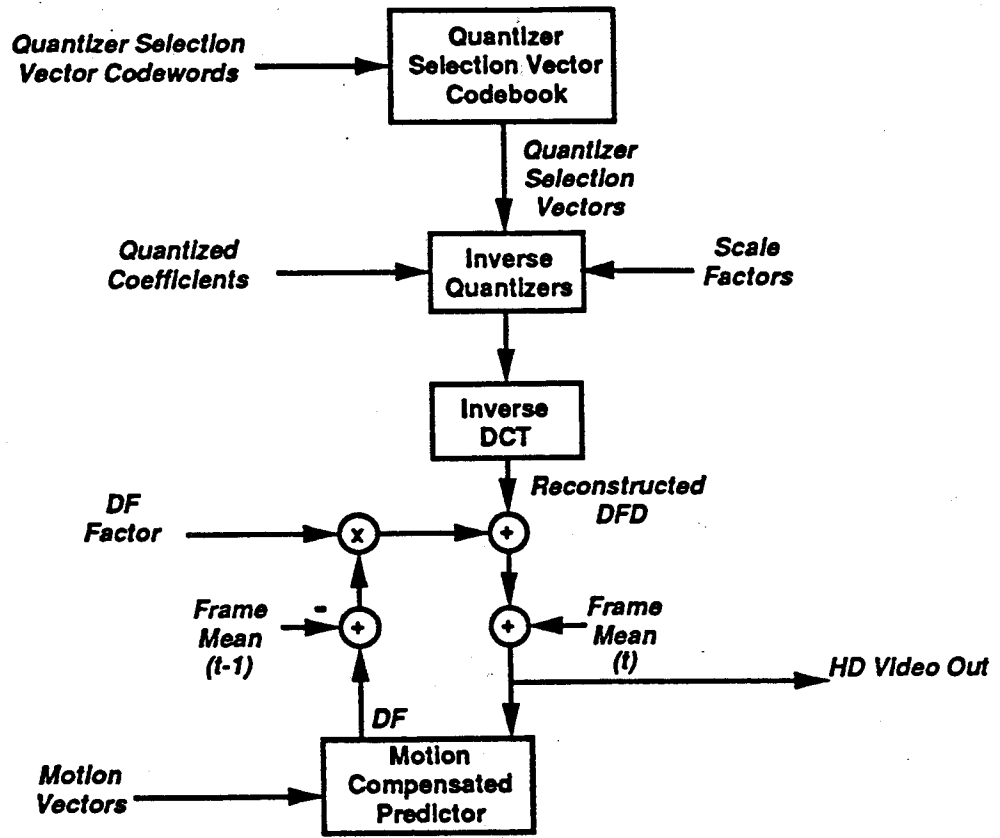 Quantizer Selection
Vector Codewords
Quantizer
Selection Vector
Codebook
Quantizer
Selection
Vectors
Quantized
Coefficients
Inverse
Quantizers
Scale
Factors
Inverse
DCT
Reconstructed
DFD
DF
Factor
x
+
Frame
Mean
(t-1)
-
+
+
Frame
Mean
(t)
HD Video Out
DF
Motion
Vectors
Motion
Compensated
Predictor